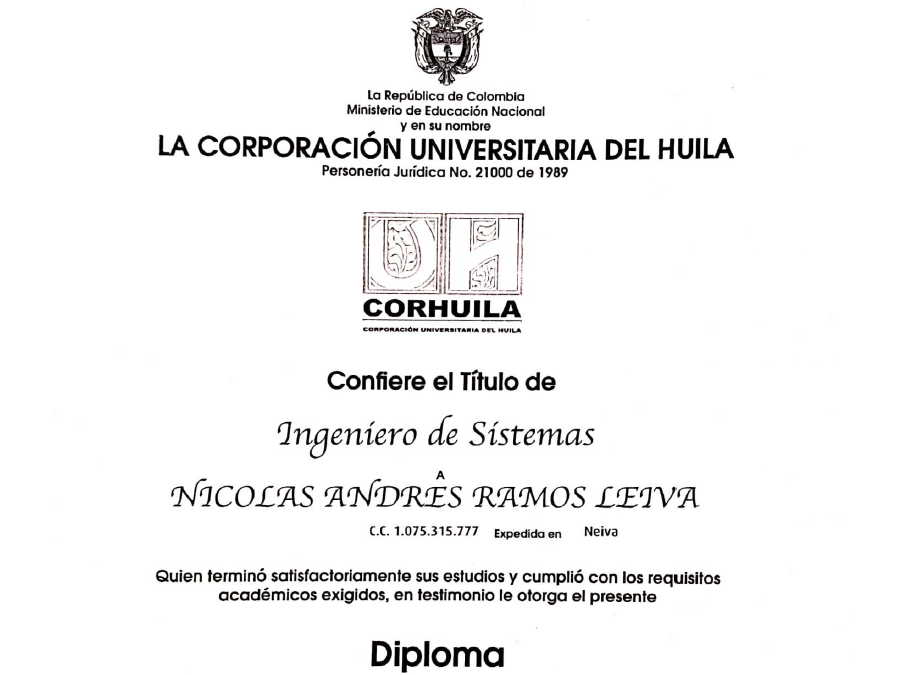 La República de Colombia
Ministerio de Educación Nacional
y en su nombre
LA CORPORACIÓN UNIVERSITARIA DEL HUILA
Personería Jurídica No. 21000 de 1989
UH
CORHUILA
CORPORACIÓN UNIVERSITARIA DEL HUILA
Confiere el Título de
Ingeniero de Sistemas
A
NICOLAS ANDRES RAMOS LEIVA
C.C. 1.075.315.777 Expedida en Neiva
Quien terminó satisfactoriamente sus estudios y cumplió con los requisitos
académicos exigidos, en testimonio le otorga el presente
Diploma